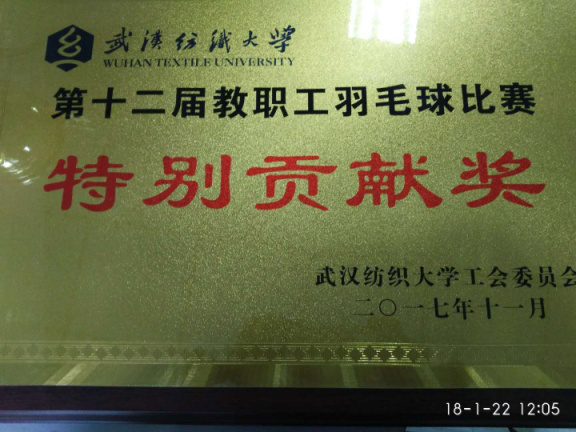 武漢纺織大学
WUHAN TEXTILE UNIVERSITY
第十二届教职工羽毛球比赛
特别贡献奖
武汉纺织大学工会委员会
二〇一七年十一月
18-1-22 12:05